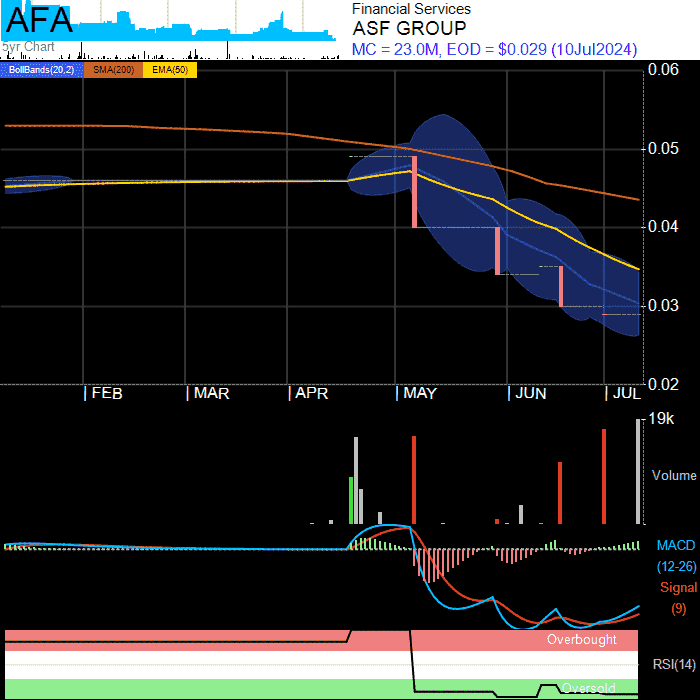 AFA
5yr Chart
Financial Services
ASF GROUP
MC = 23.0M, EOD = $0.029 (10Jul2024)
BollBands(20,2) SMA(200) EMA(50)
0.06
0.05
0.04
0.03
0.02
FEB MAR APR MAY JUN JUL
19k
Volume
MACD
(12-26)
Signal
(9)
Overbought
RSI(14)
Oversold